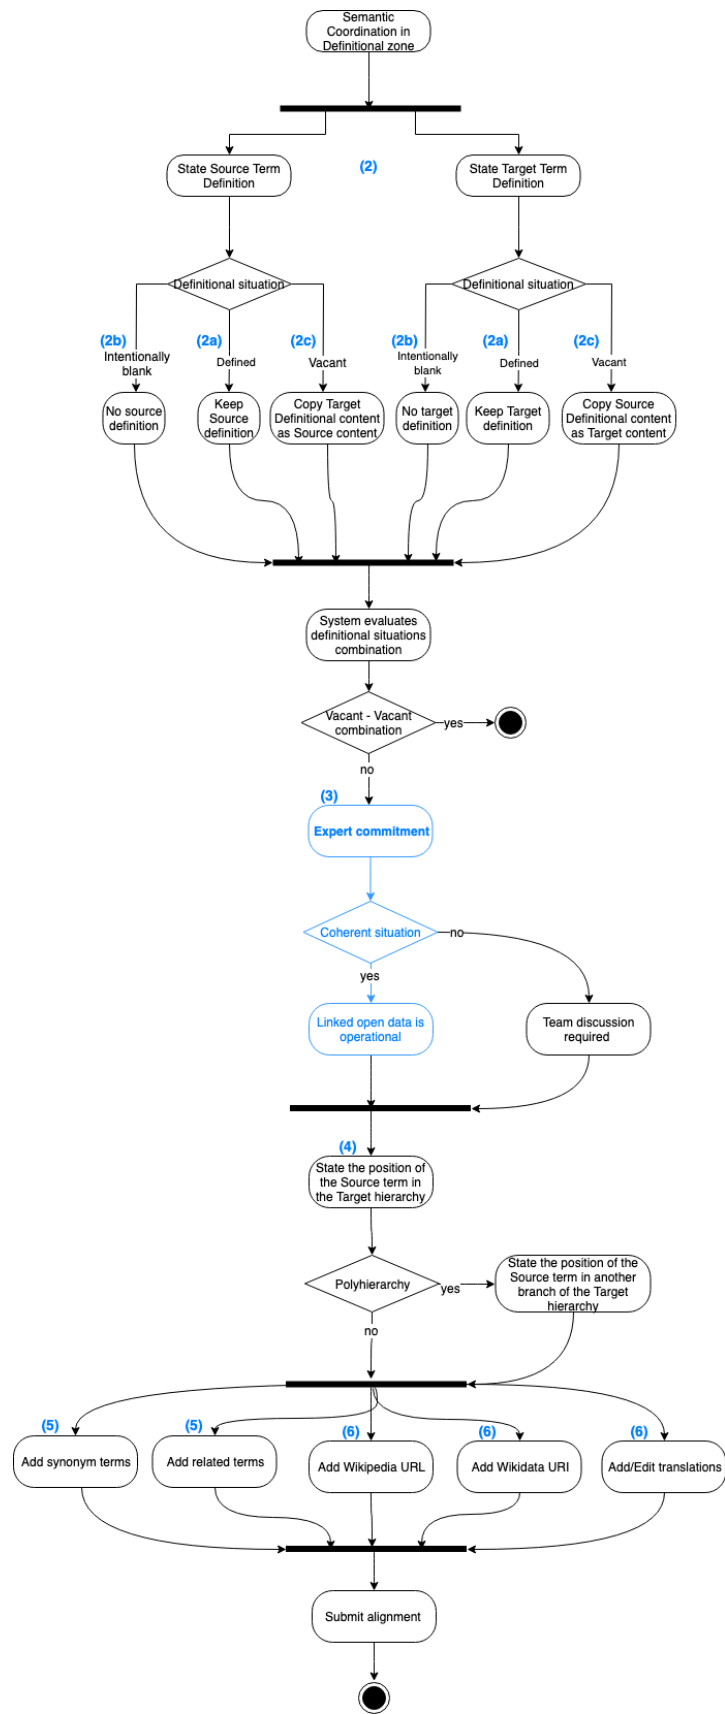 Semantic
Coordination in
Definitional zone
State Source Term
Definition
(2)
State Target Term
Definition
Definitional situation
Definitional situation
(2b)
Intentionally
blank
(2a)
Defined
(2c)
Vacant
(2b)
Intentionally
blank
(2a)
Defined
(2c)
Vacant
No source
definition
Keep
Source
definition
Copy Target
Definitional content
as Source content
No target
definition
Keep Target
definition
Copy Source
Definitional content
as Target content
System evaluates
definitional situations
combination
Vacant - Vacant
combination
yes
no
(3)
Expert commitment
Coherent situation
no
yes
Linked open data is
operational
Team discussion
required
(4)
State the position of
the Source term in
the Target hierarchy
Polyhierarchy
yes
State the position of the
Source term in another
branch of the Target
hierarchy
no
(5)
Add synonym terms
(5)
Add related terms
(6)
Add Wikipedia URL
(6)
Add Wikidata URI
(6)
Add/Edit translations
Submit alignment